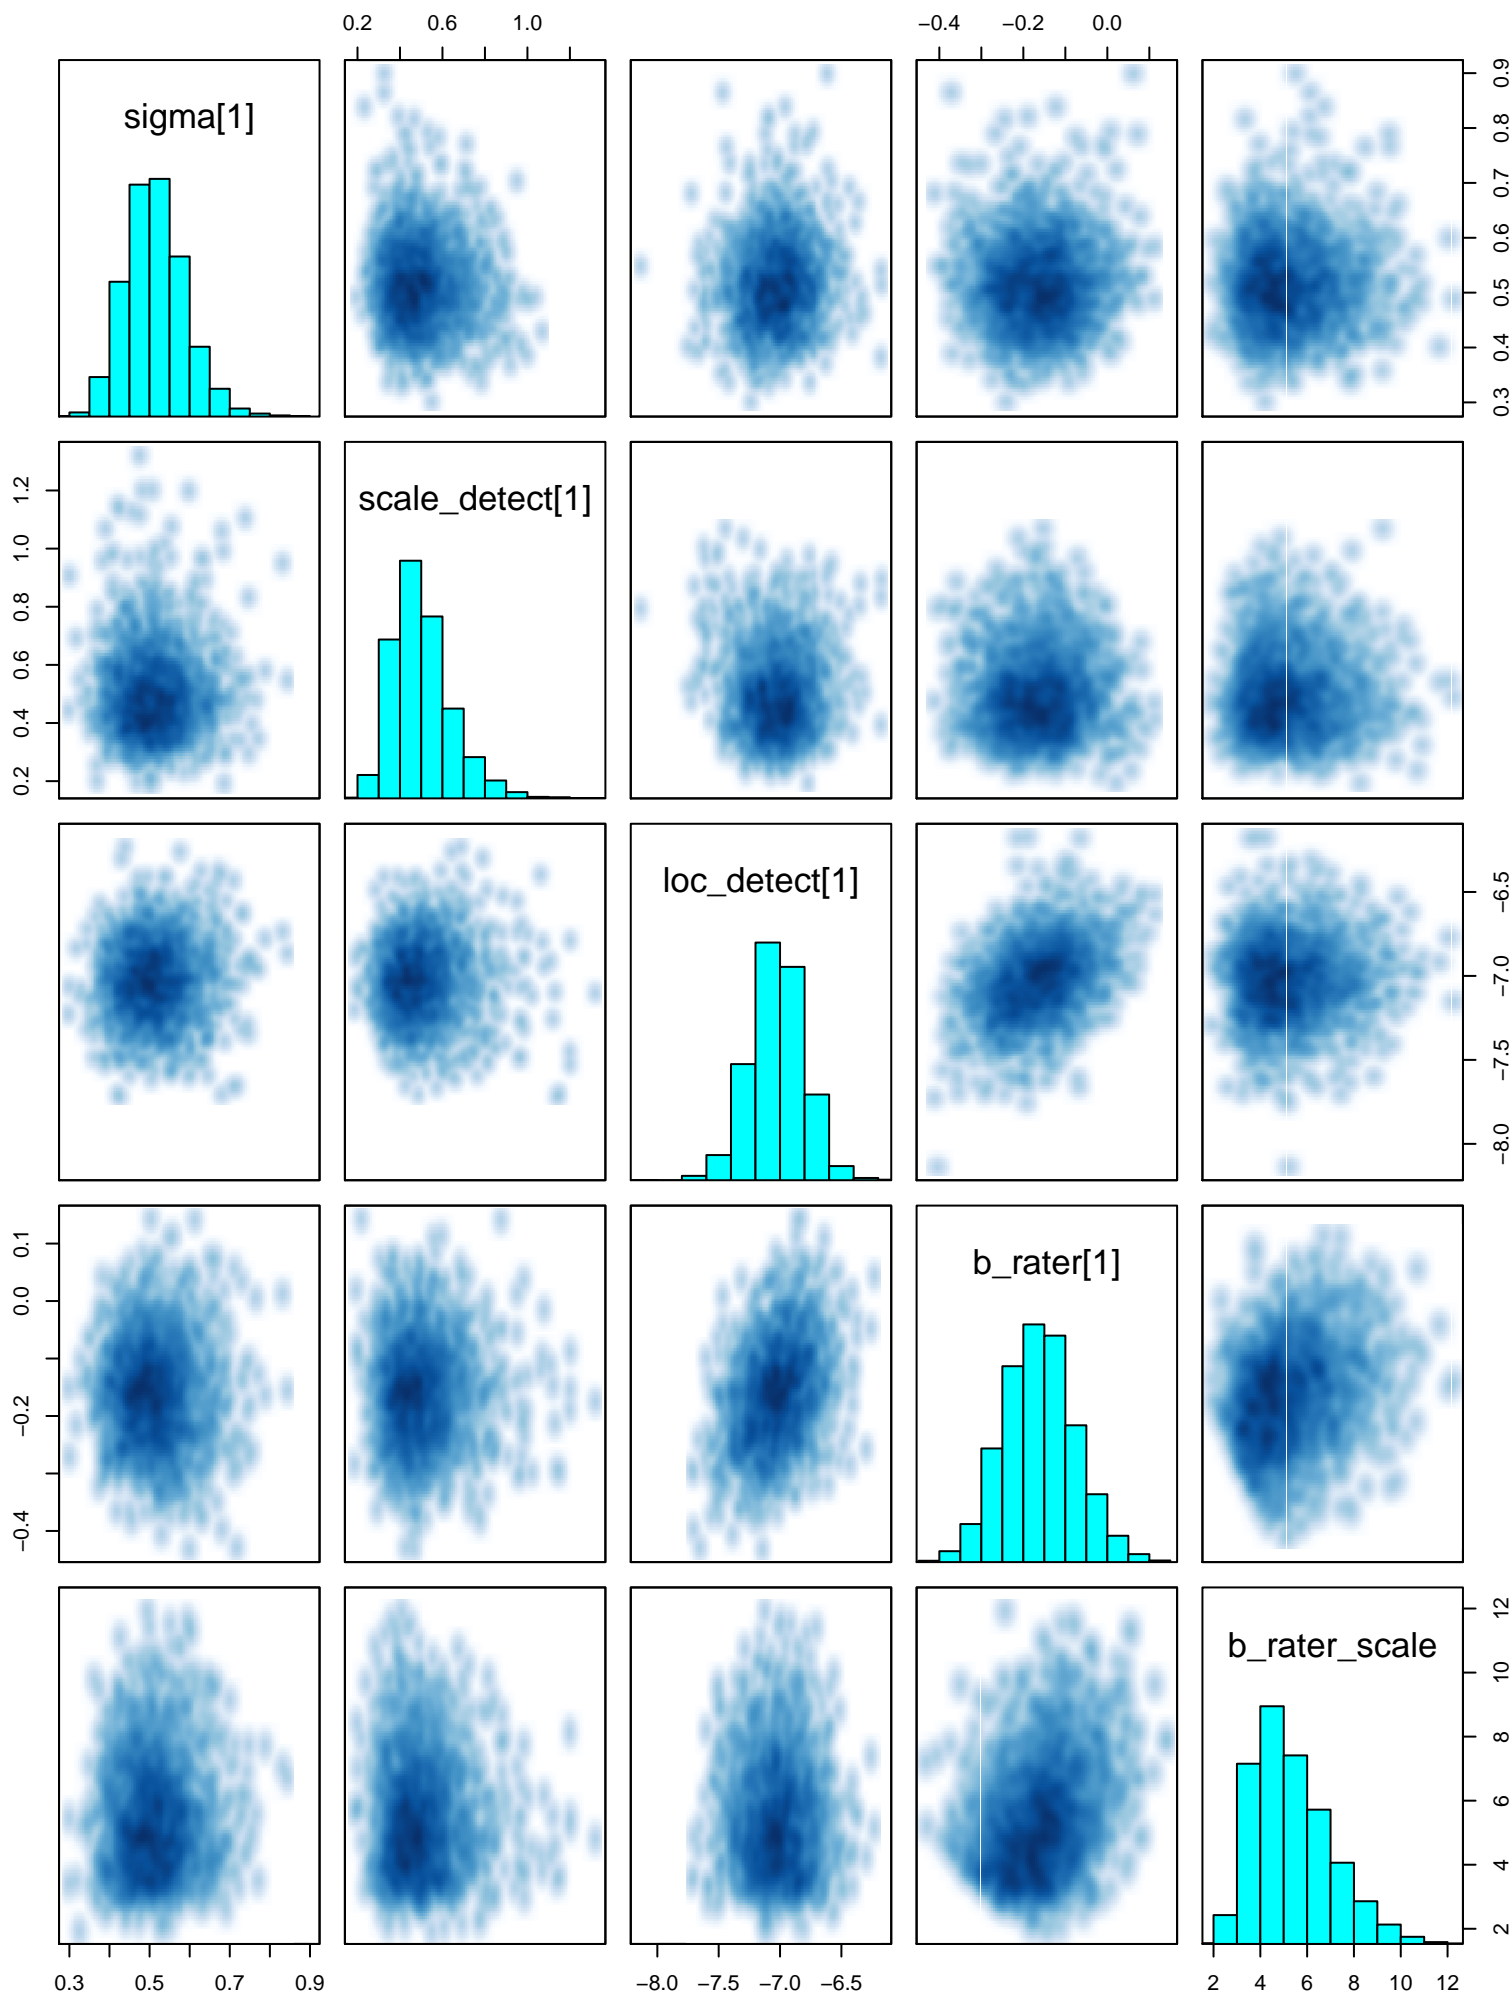 0.2 0.6 1.0 −0.4 −0.2 0.0
sigma[1]
0.3 0.4 0.5 0.6 0.7 0.8 0.9
scale_detect[1]
0.2 0.4 0.6 0.8 1.0 1.2
loc_detect[1]
−8.0 −7.5 −7.0 −6.5
b_rater[1]
−0.4 −0.2 0.0 0.1
b_rater_scale
2 4 6 8 10 12
0.3 0.5 0.7 0.9 −8.0 −7.5 −7.0 −6.5 2 4 6 8 10 12